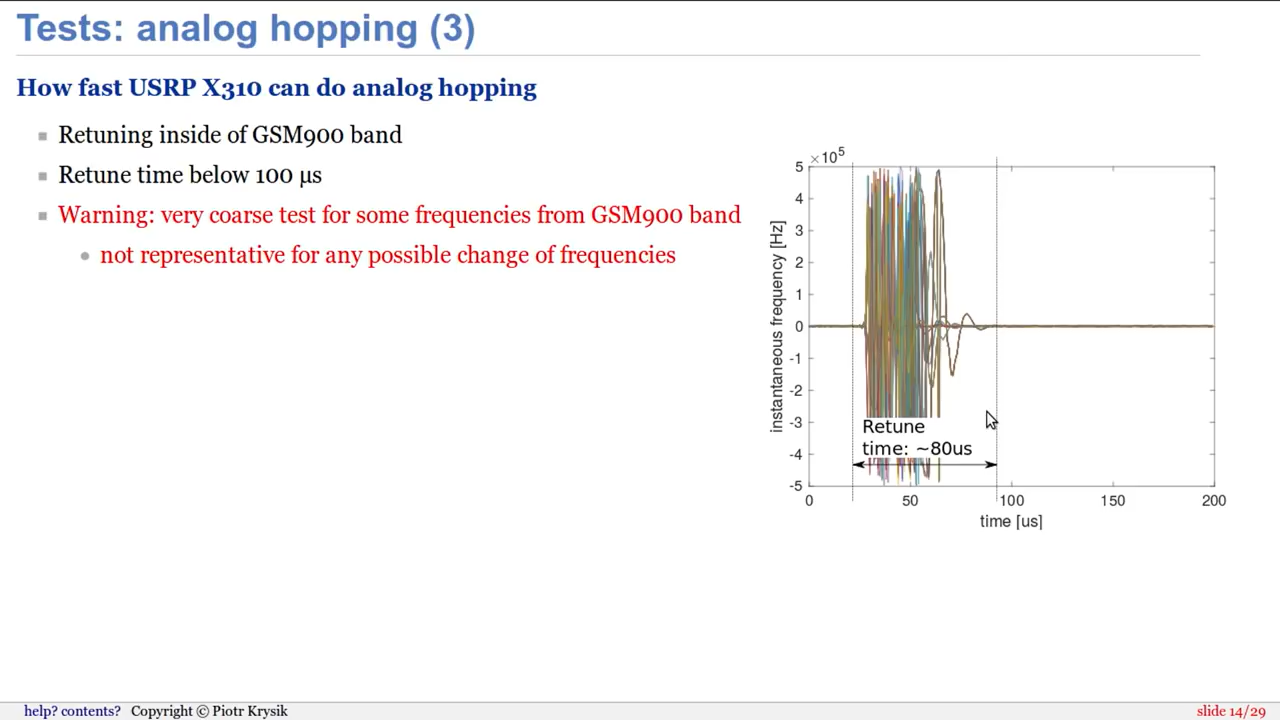 Tests: analog hopping (3)
How fast USRP X310 can do analog hopping
Retuning inside of GSM900 band
Retune time below 100 µs
Warning: very coarse test for some frequencies from GSM900 band
not representative for any possible change of frequencies
×10^5
5
4
3
2
1
0
-1
-2
-3
-4
-5
instantaneous frequency [Hz]
Retune
time: ~80us
0 50 100 150 200
time [us]
help? contents? Copyright © Piotr Krysik
slide 14/29